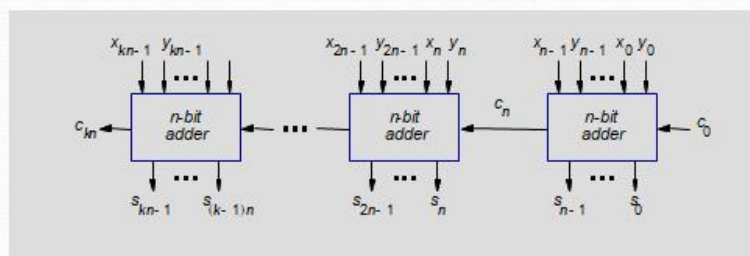 x_{kn-1} y_{kn-1} x_{2n-1} y_{2n-1} x_n y_n x_{n-1} y_{n-1} x_0 y_0
... ... ...
c_{kn} n-bit ... n-bit c_n n-bit c_0
adder adder adder
... ... ...
s_{kn-1} s_{(k-1)n} s_{2n-1} s_n s_{n-1} s_0